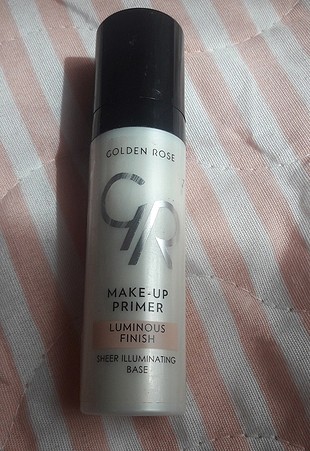 GOLDEN ROSE
GR
MAKE-UP
PRIMER
LUMINOUS
FINISH
SHEER ILLUMINATING
BASE